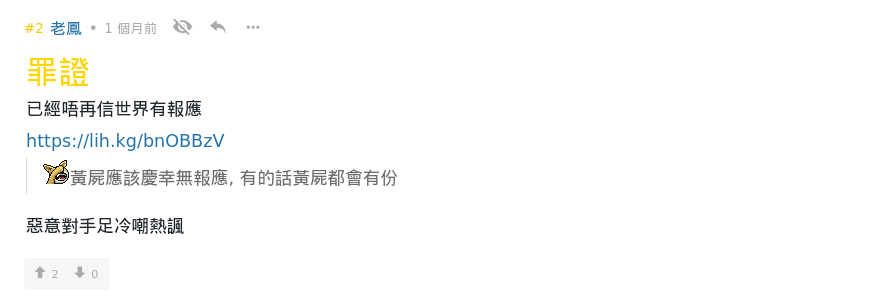 #2 老鳳 • 1 個月前
罪證
已經唔再信世界有報應
https://lih.kg/bnOBBzV
黃屍應該慶幸無報應, 有的話黃屍都會有份
惡意對手足冷嘲熱諷
2 0